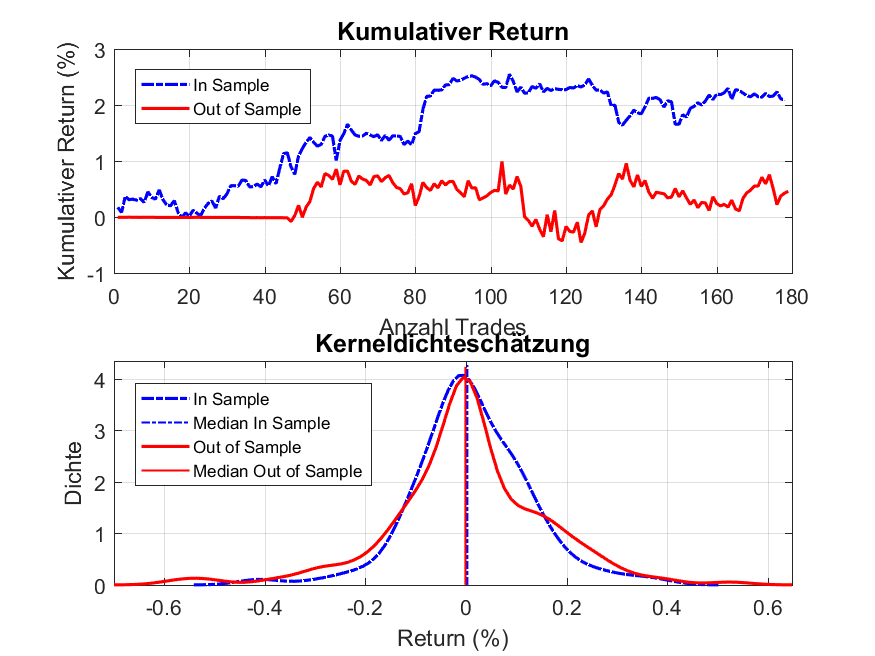 Kumulativer Return
Kumulativer Return (%)
3
2
1
0
-1
In Sample
Out of Sample
0 20 40 60 80 100 120 140 160 180
Anzahl Trades
Kerneldichteschätzung
Dichte
4
3
2
1
0
In Sample
Median In Sample
Out of Sample
Median Out of Sample
-0.6 -0.4 -0.2 0 0.2 0.4 0.6
Return (%)